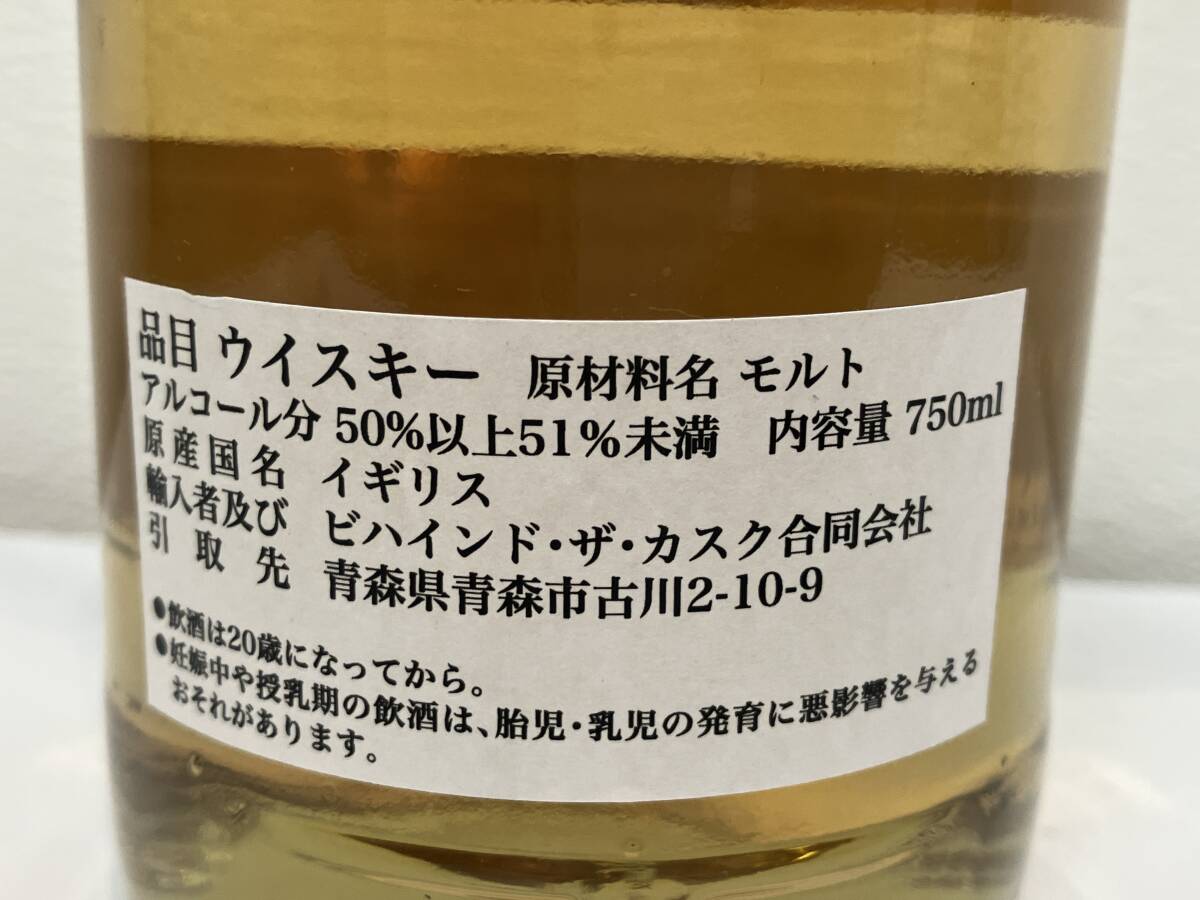 品目 ウイスキー 原材料名 モルト
アルコール分 50%以上51%未満 内容量 750ml
原産国名 イギリス
輸入者及び ビハインド・ザ・カスク合同会社
引取先 青森県青森市古川2-10-9
●飲酒は20歳になってから。
●妊娠中や授乳期の飲酒は、胎児・乳児の発育に悪影響を与える
おそれがあります。